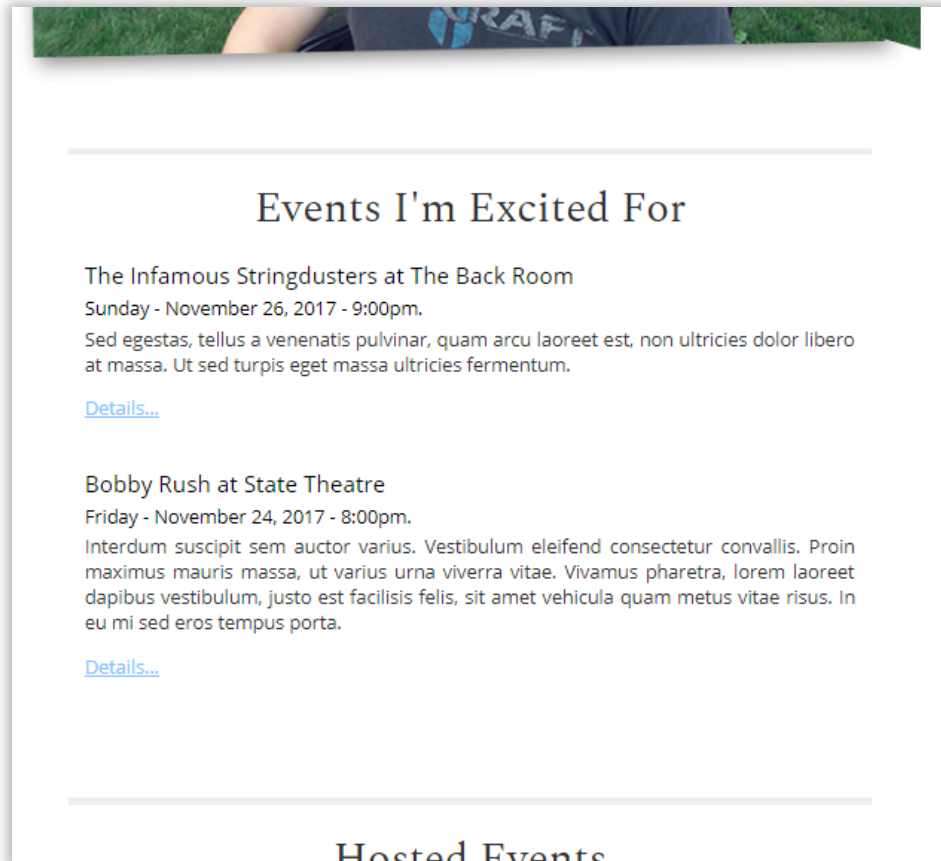 Events I'm Excited For
The Infamous Stringdusters at The Back Room
Sunday - November 26, 2017 - 9:00pm.
Sed egestas, tellus a venenatis pulvinar, quam arcu laoreet est, non ultricies dolor libero
at massa. Ut sed turpis eget massa ultricies fermentum.
Details...
Bobby Rush at State Theatre
Friday - November 24, 2017 - 8:00pm.
Interdum suscipit sem auctor varius. Vestibulum eleifend consectetur convallis. Proin
maximus mauris massa, ut varius urna viverra vitae. Vivamus pharetra, lorem laoreet
dapibus vestibulum, justo est facilisis felis, sit amet vehicula quam metus vitae risus. In
eu mi sed eros tempus porta.
Details...
Hosted Events